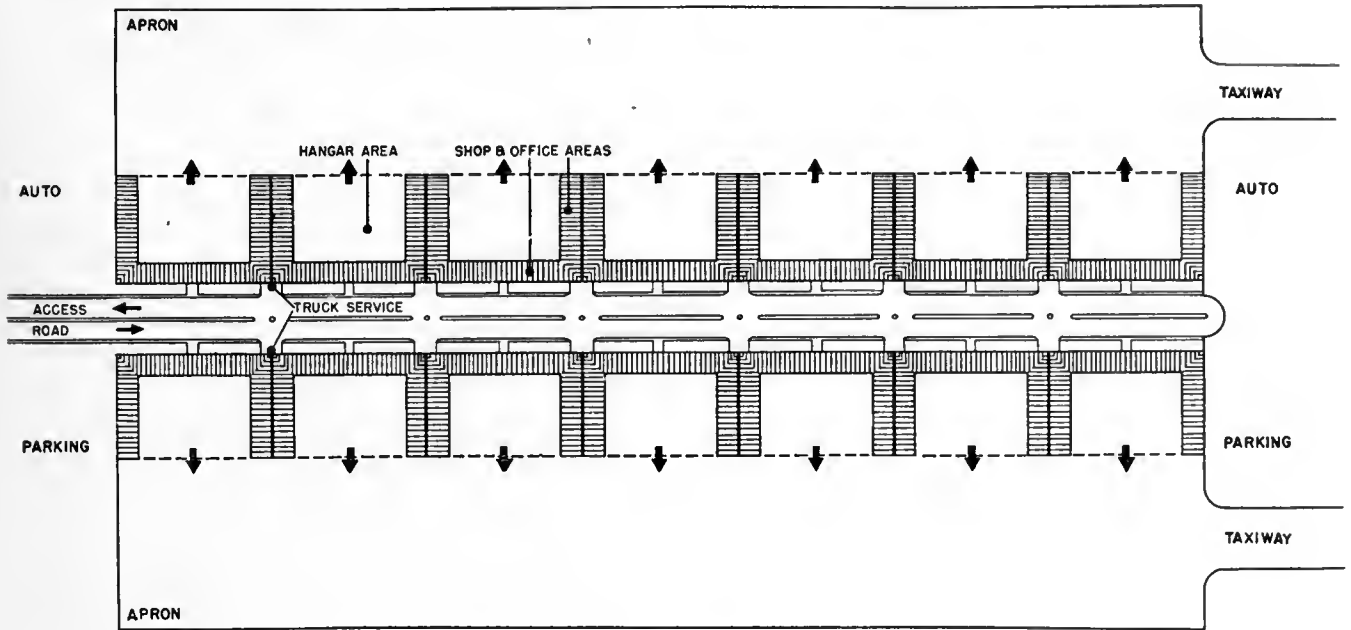 APRON
TAXIWAY
HANGAR AREA
SHOP & OFFICE AREAS
AUTO
AUTO
ACCESS
TRUCK SERVICE
ROAD
PARKING
PARKING
TAXIWAY
APRON